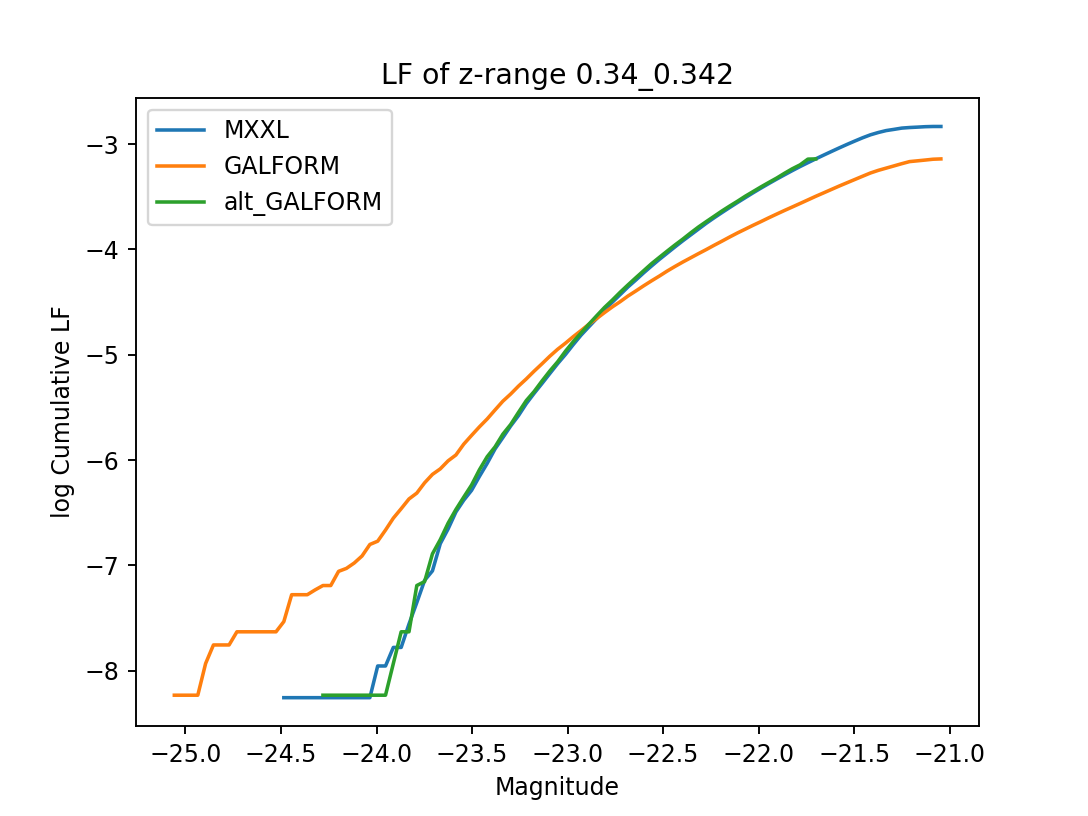 LF of z-range 0.34_0.342
MXXL
GALFORM
alt_GALFORM
log Cumulative LF
−3
−4
−5
−6
−7
−8
−25.0 −24.5 −24.0 −23.5 −23.0 −22.5 −22.0 −21.5 −21.0
Magnitude